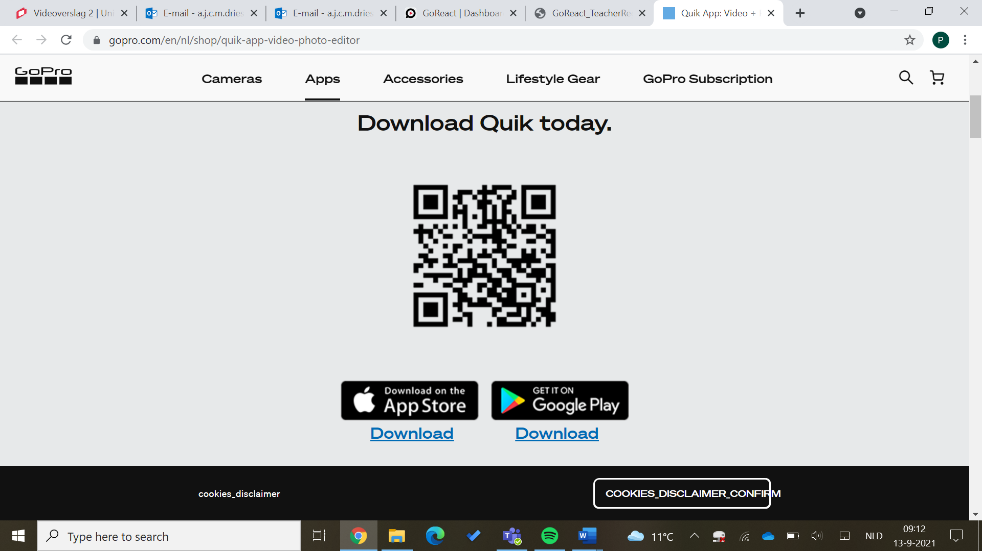 Videoverslag 2 | Uni
E-mail - a.j.c.m.dries
E-mail - a.j.c.m.dries
GoReact | Dashboar
GoReact_TeacherRe
Quik App: Video +
gopro.com/en/nl/shop/quik-app-video-photo-editor
P
GoPro
Cameras
Apps
Accessories
Lifestyle Gear
GoPro Subscription
Download Quik today.
Download on the
App Store
GET IT ON
Google Play
Download
Download
cookies_disclaimer
COOKIES_DISCLAIMER_CONFIRM
Type here to search
11°C
NLD
09:12
13-9-2021